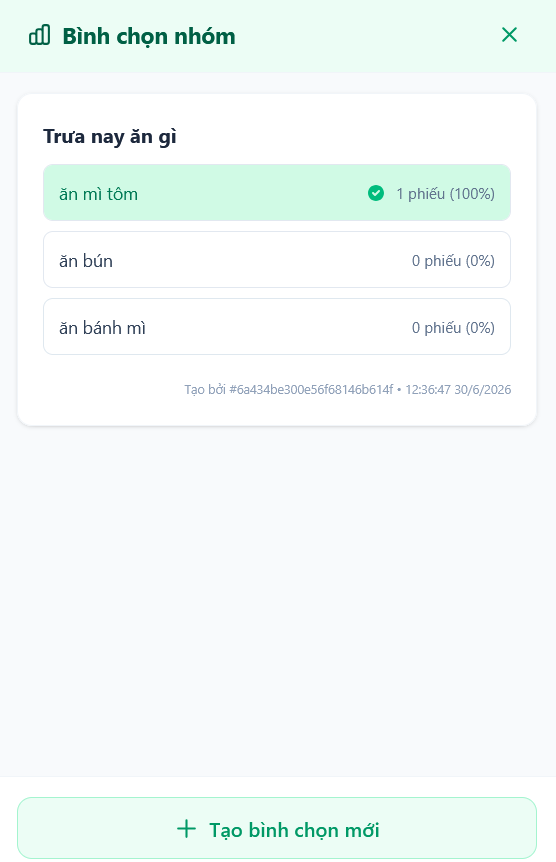 Bình chọn nhóm
Trưa nay ăn gì
ăn mì tôm 1 phiếu (100%)
ăn bún 0 phiếu (0%)
ăn bánh mì 0 phiếu (0%)
Tạo bởi #6a434be300e56f68146b614f • 12:36:47 30/6/2026
Tạo bình chọn mới